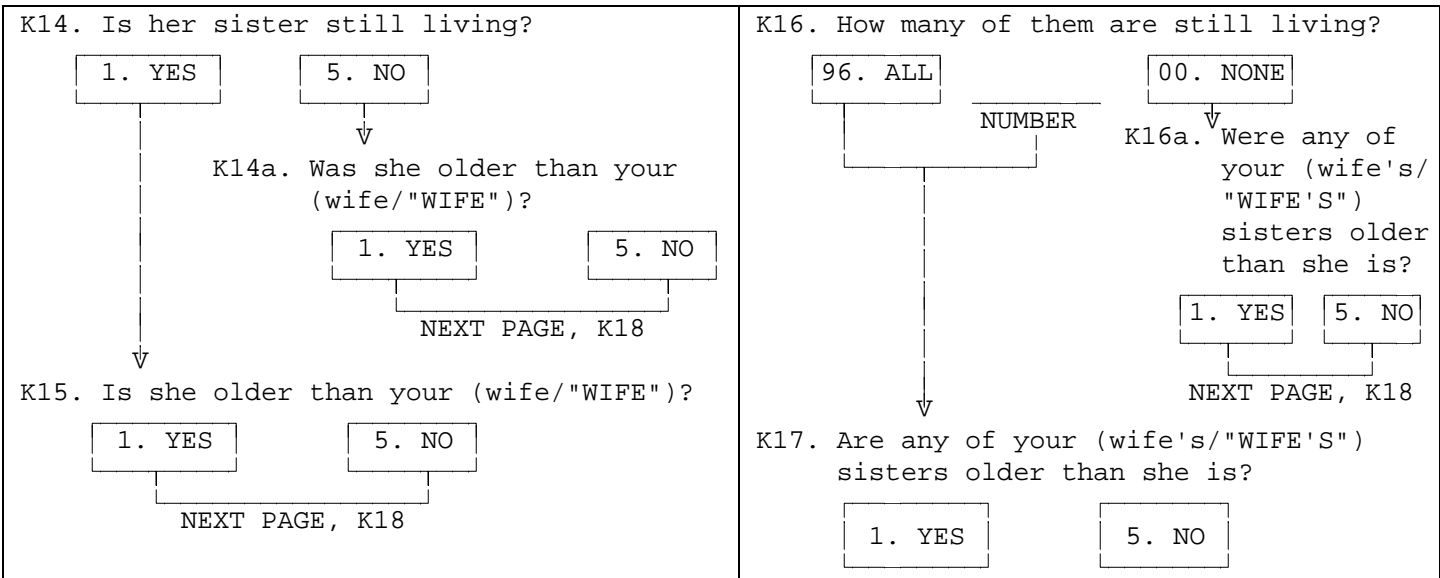 K14. Is her sister still living?
1. YES 5. NO
K14a. Was she older than your
(wife/"WIFE")?
1. YES 5. NO
NEXT PAGE, K18
K15. Is she older than your (wife/"WIFE")?
1. YES 5. NO
NEXT PAGE, K18
K16. How many of them are still living?
96. ALL 00. NONE
NUMBER
K16a. Were any of
your (wife's/
"WIFE'S")
sisters older
than she is?
1. YES 5. NO
NEXT PAGE, K18
K17. Are any of your (wife's/"WIFE'S")
sisters older than she is?
1. YES 5. NO